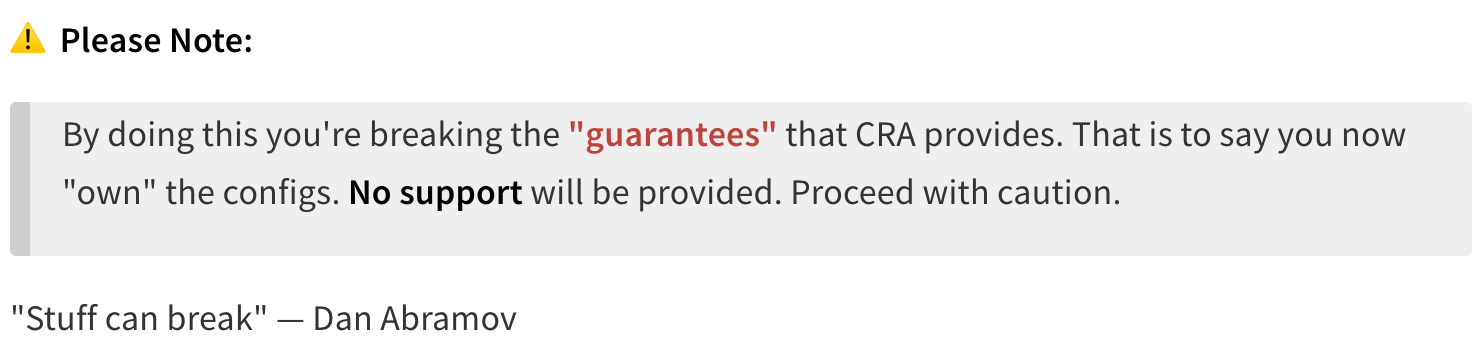 ⚠️ Please Note:
By doing this you're breaking the "guarantees" that CRA provides. That is to say you now
"own" the configs. No support will be provided. Proceed with caution.
"Stuff can break" — Dan Abramov